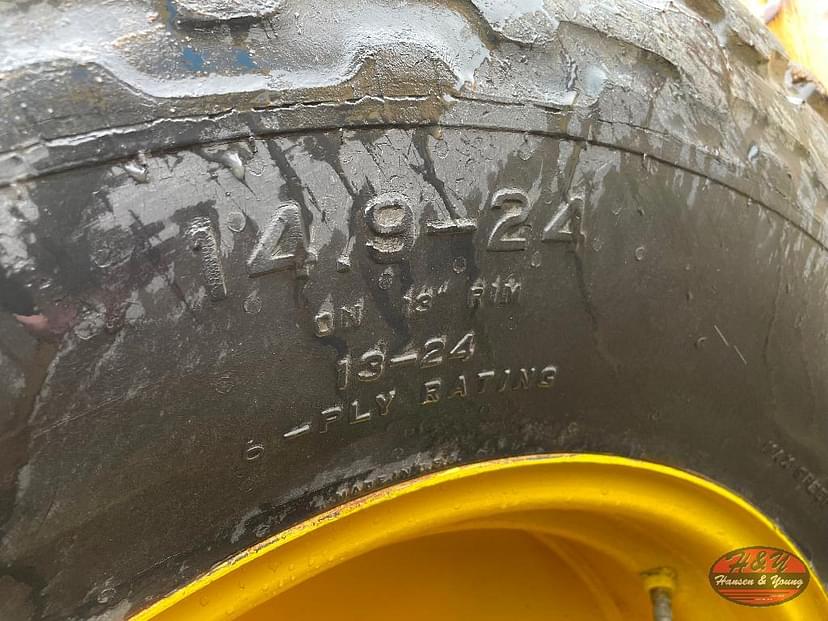 14.9-24
ON 13" RIM
13-24
6-PLY RATING
H&Y
Hansen & Young